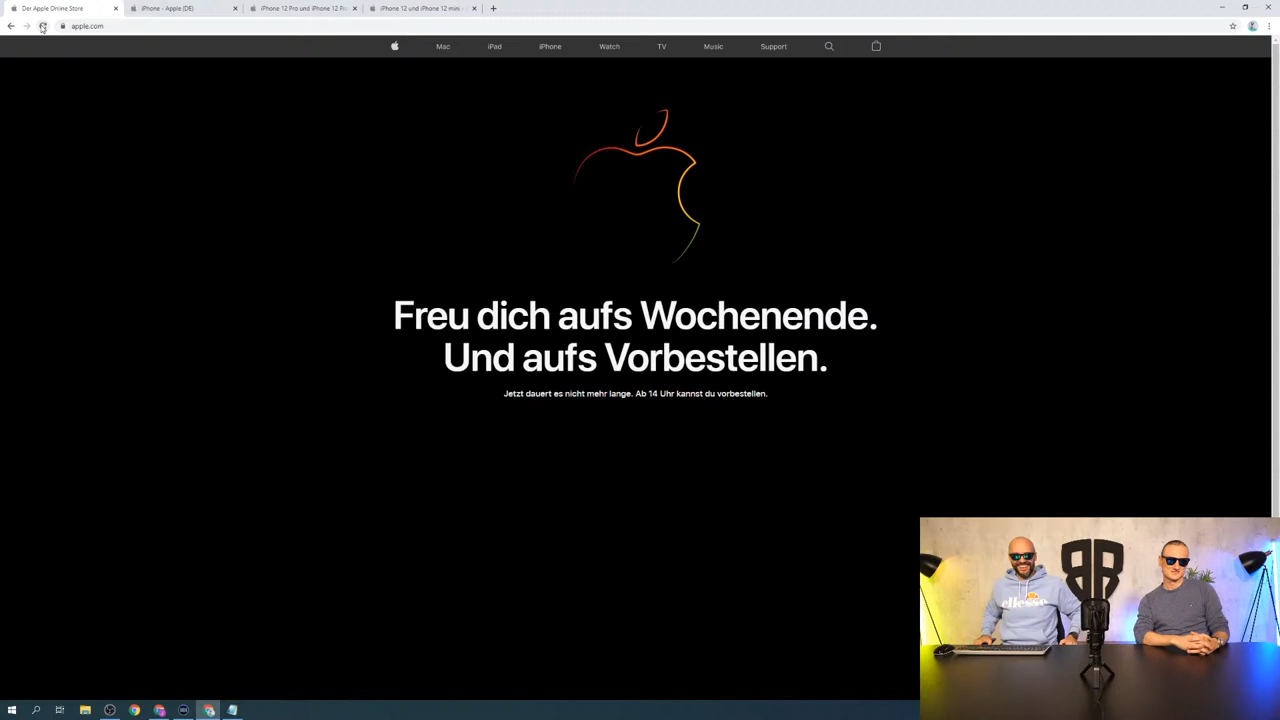 Der Apple Online Store
iPhone - Apple (DE)
iPhone 12 Pro und iPhone 12 Pro
iPhone 12 und iPhone 12 mini -
apple.com
Mac
iPad
iPhone
Watch
TV
Music
Support
Freu dich aufs Wochenende.
Und aufs Vorbestellen.
Jetzt dauert es nicht mehr lange. Ab 14 Uhr kannst du vorbestellen.
ellesse